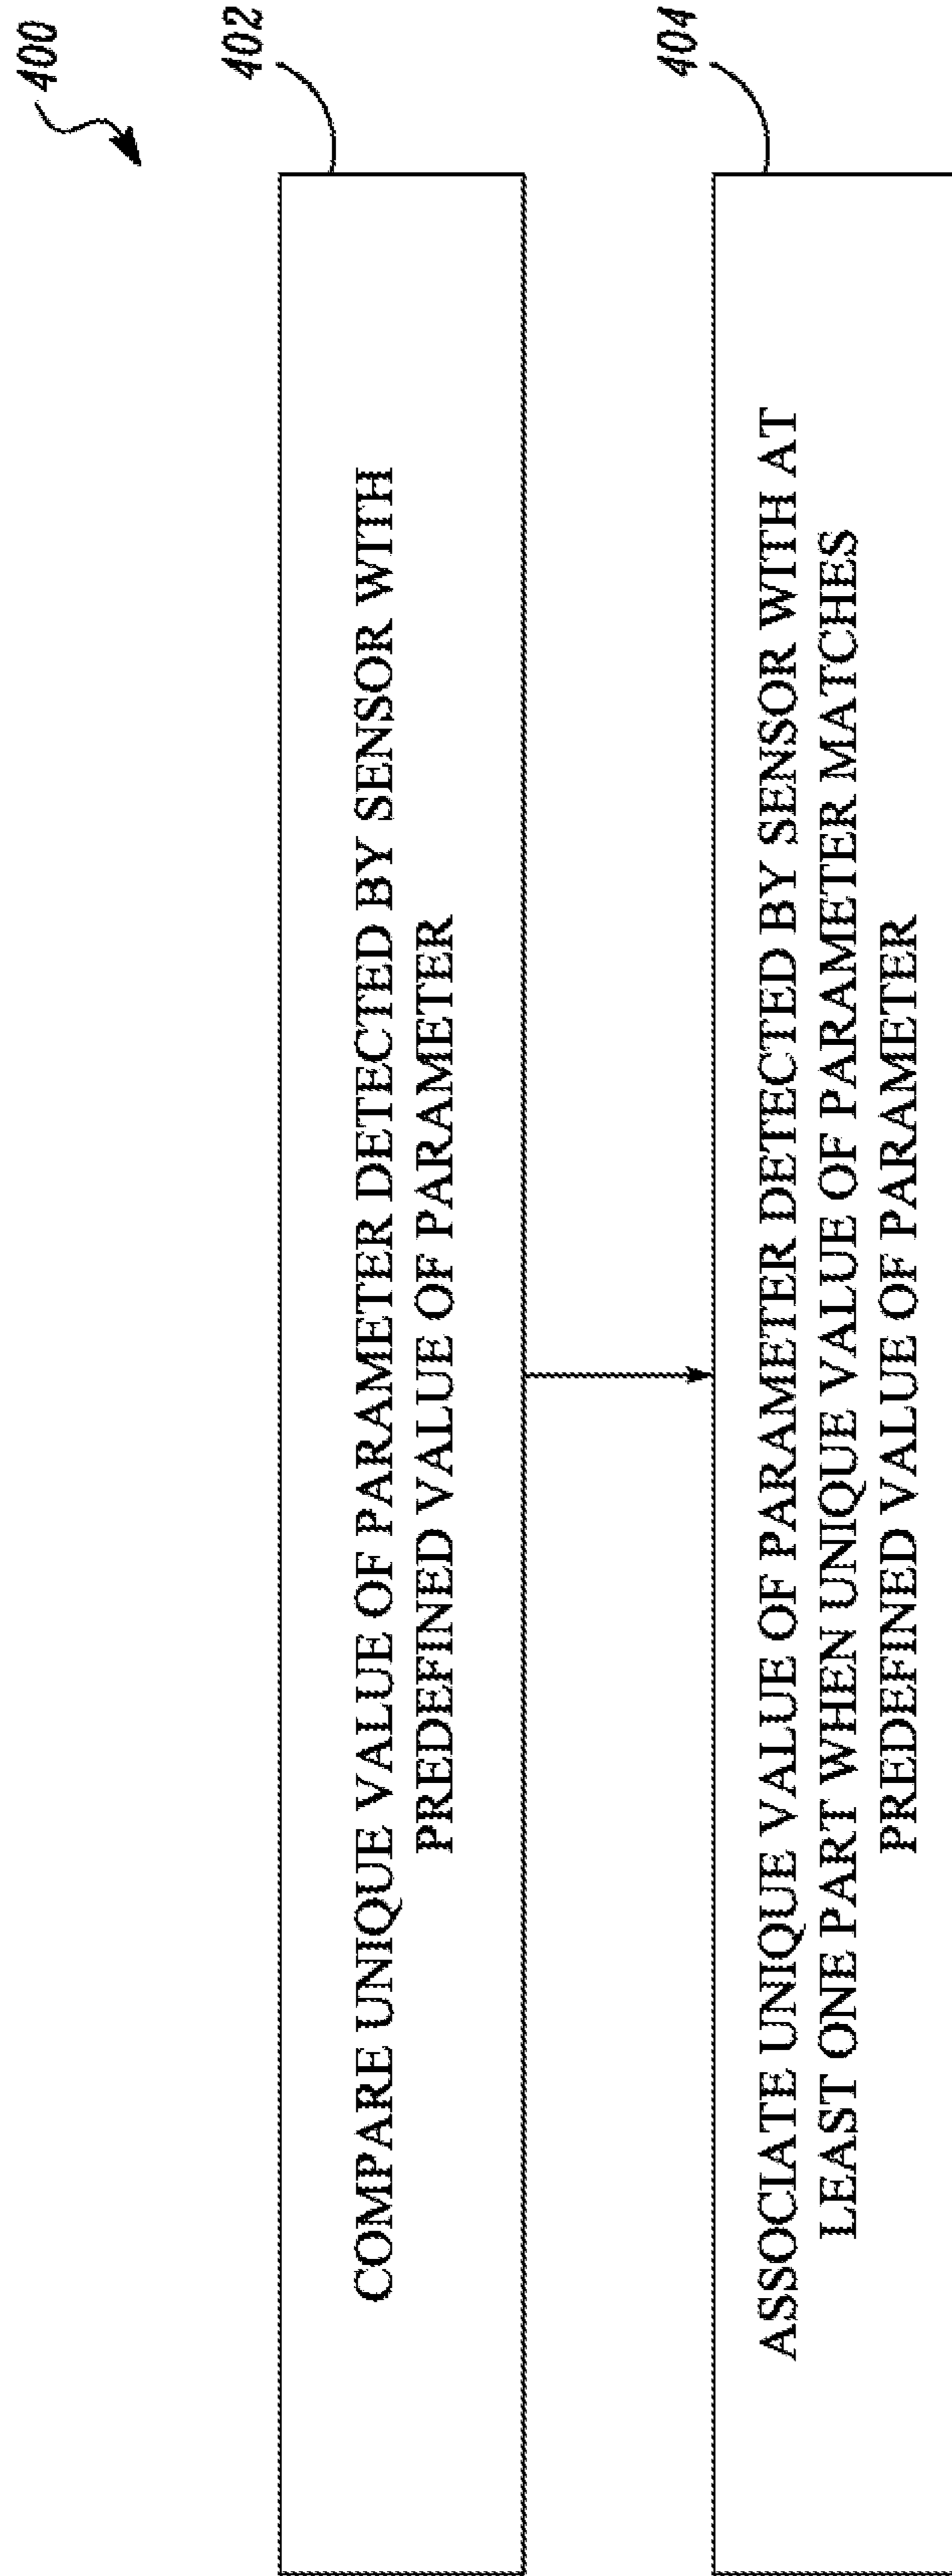 400
402
COMPARE UNIQUE VALUE OF PARAMETER DETECTED BY SENSOR WITH
PREDEFINED VALUE OF PARAMETER
404
ASSOCIATE UNIQUE VALUE OF PARAMETER DETECTED BY SENSOR WITH AT
LEAST ONE PART WHEN UNIQUE VALUE OF PARAMETER MATCHES
PREDEFINED VALUE OF PARAMETER